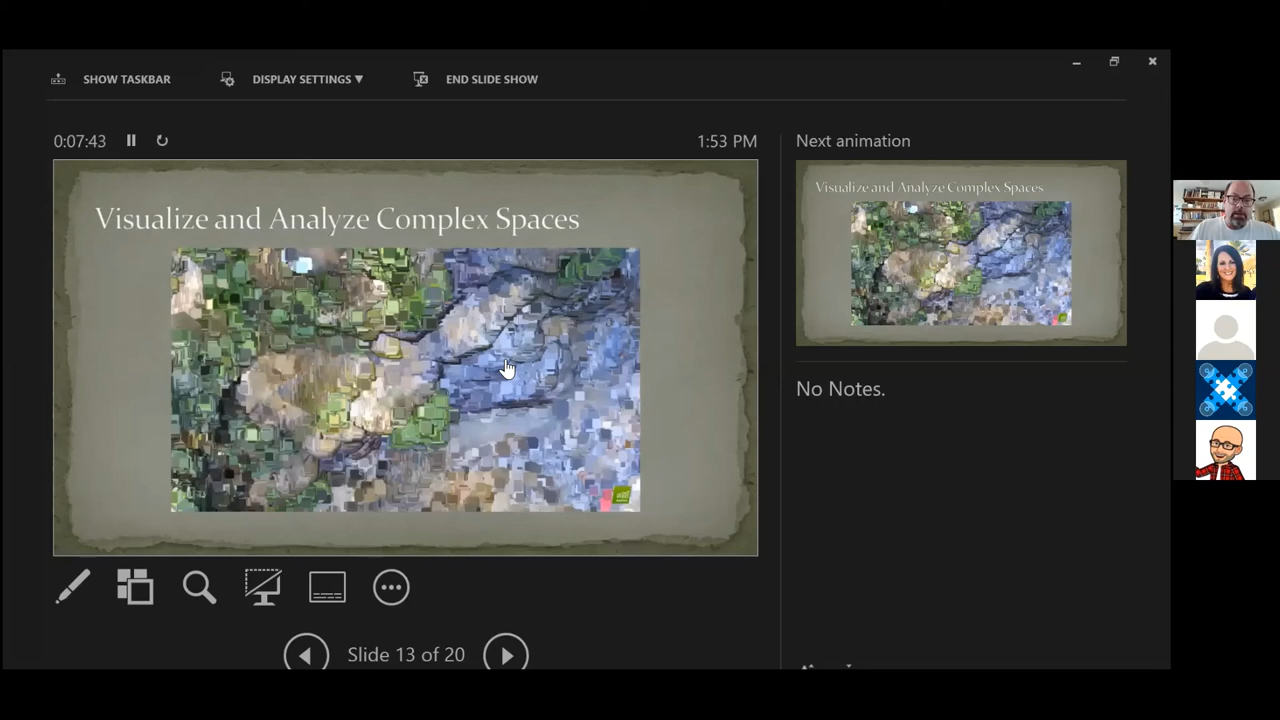 SHOW TASKBAR
DISPLAY SETTINGS ▼
END SLIDE SHOW
0:07:43
1:53 PM
Next animation
Visualize and Analyze Complex Spaces
Visualize and Analyze Complex Spaces
No Notes.
Slide 13 of 20